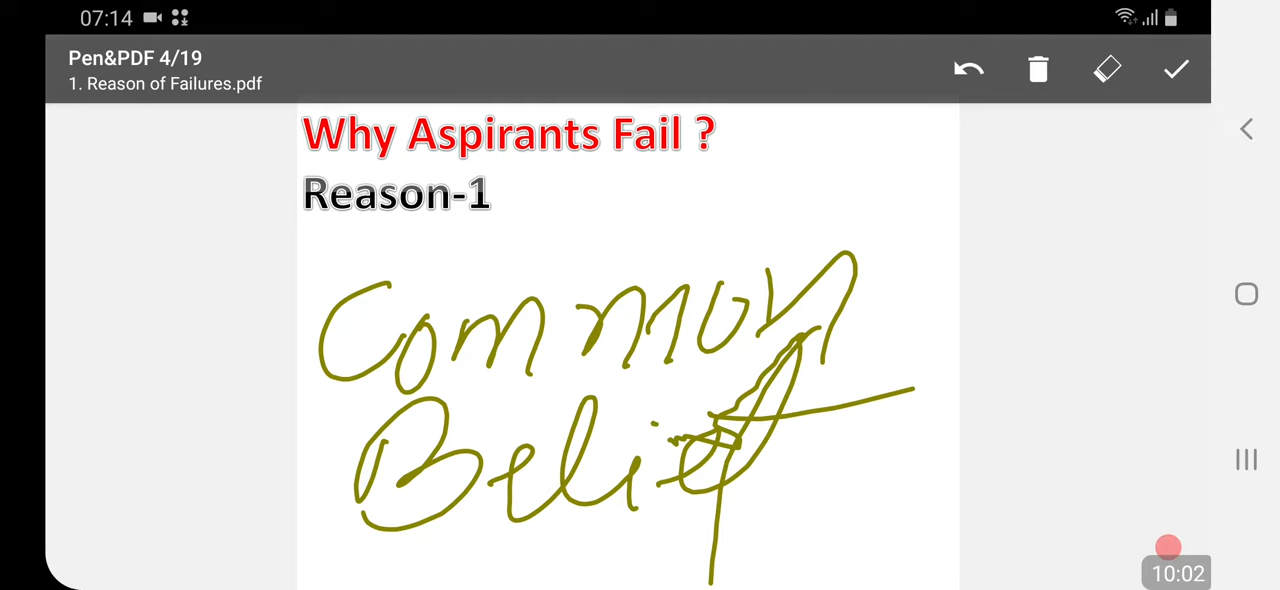 07:14
Pen&PDF 4/19
1. Reason of Failures.pdf
Why Aspirants Fail ?
Reason-1
Common
Belief
10:02